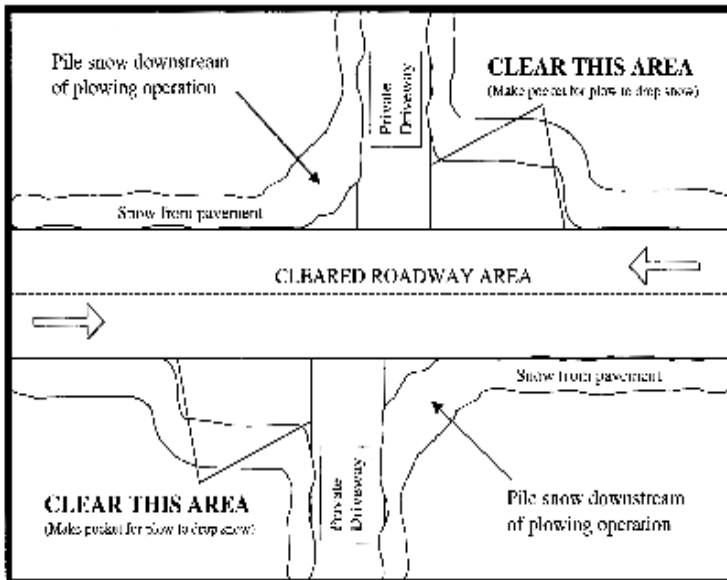 Pile snow downstream
of plowing operation
Private
Driveway
CLEAR THIS AREA
(Make pocket for plow to drop snow)
Snow from pavement
CLEARED ROADWAY AREA
Snow from pavement
CLEAR THIS AREA
(Make pocket for plow to drop snow)
Private
Driveway
Pile snow downstream
of plowing operation